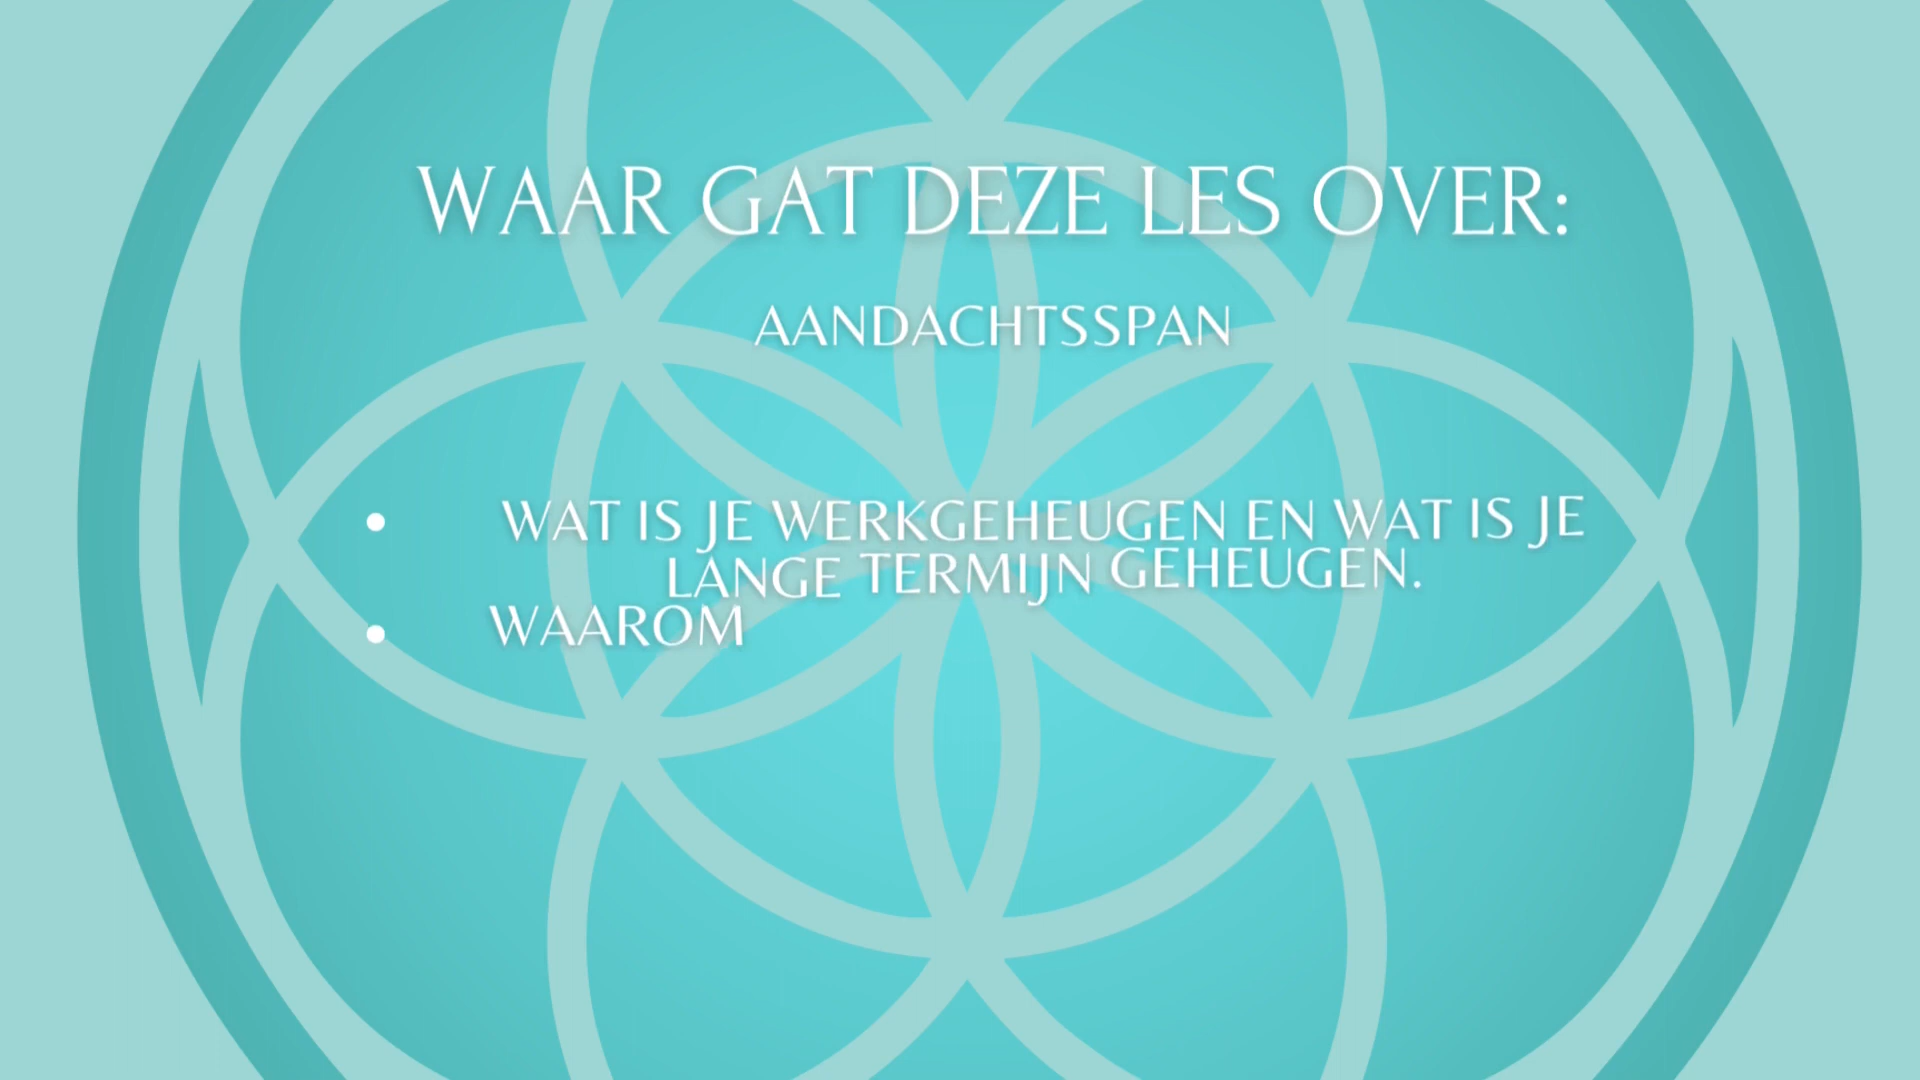 WAAR GAT DEZE LES OVER:
AANDACHTSSPAN
• WAT IS JE WERKGEHEUGEN EN WAT IS JE
LANGE TERMIJN GEHEUGEN.
• WAAROM